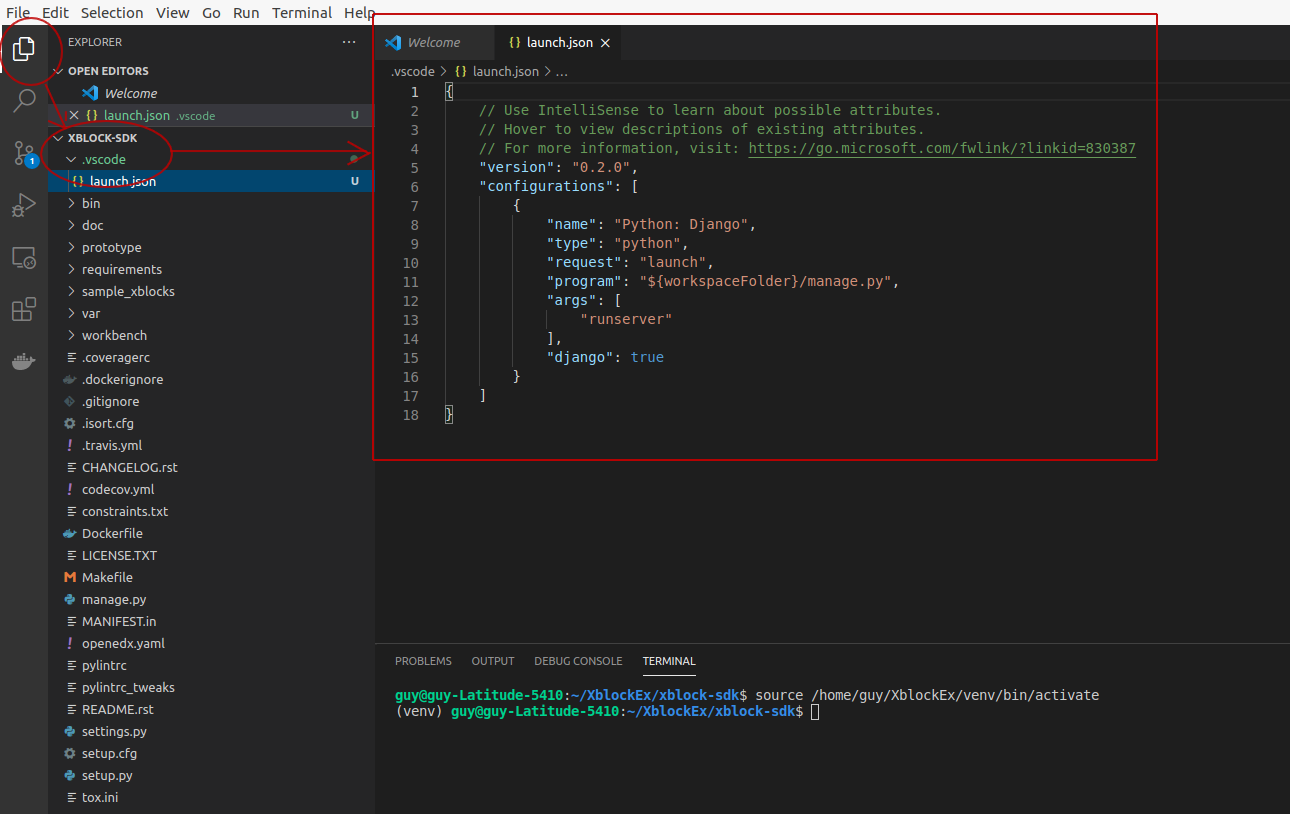 File Edit Selection View Go Run Terminal Help
EXPLORER
OPEN EDITORS
Welcome
launch.json .vscode U
XBLOCK-SDK
.vscode
launch.json U
bin
doc
prototype
requirements
sample_xblocks
var
workbench
.coveragerc
.dockerignore
.gitignore
.isort.cfg
.travis.yml
CHANGELOG.rst
codecov.yml
constraints.txt
Dockerfile
LICENSE.TXT
Makefile
manage.py
MANIFEST.in
openedx.yaml
pylintrc
pylintrc_tweaks
README.rst
settings.py
setup.cfg
setup.py
tox.ini
1
Welcome {} launch.json
.vscode > {} launch.json > ...
1 {
2 // Use IntelliSense to learn about possible attributes.
3 // Hover to view descriptions of existing attributes.
4 // For more information, visit: https://go.microsoft.com/fwlink/?linkid=830387
5 "version": "0.2.0",
6 "configurations": [
7 {
8 "name": "Python: Django",
9 "type": "python",
10 "request": "launch",
11 "program": "${workspaceFolder}/manage.py",
12 "args": [
13 "runserver"
14 ],
15 "django": true
16 }
17 ]
18 }
PROBLEMS OUTPUT DEBUG CONSOLE TERMINAL
guy@guy-Latitude-5410:~/XblockEx/xblock-sdk$ source /home/guy/XblockEx/venv/bin/activate
(venv) guy@guy-Latitude-5410:~/XblockEx/xblock-sdk$